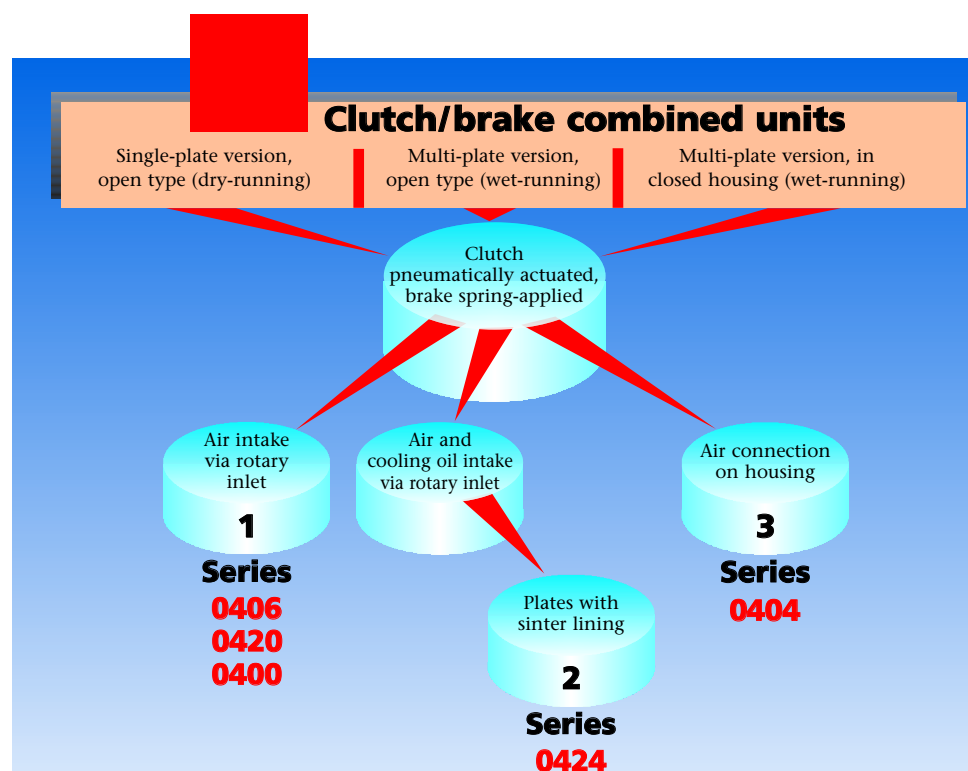 Clutch/brake combined units
Single-plate version,
open type (dry-running)
Multi-plate version,
open type (wet-running)
Multi-plate version, in
closed housing (wet-running)
Clutch
pneumatically actuated,
brake spring-applied
Air intake
via rotary
inlet
1
Series
0406
0420
0400
Air and
cooling oil intake
via rotary inlet
Plates with
sinter lining
2
Series
0424
Air connection
on housing
3
Series
0404